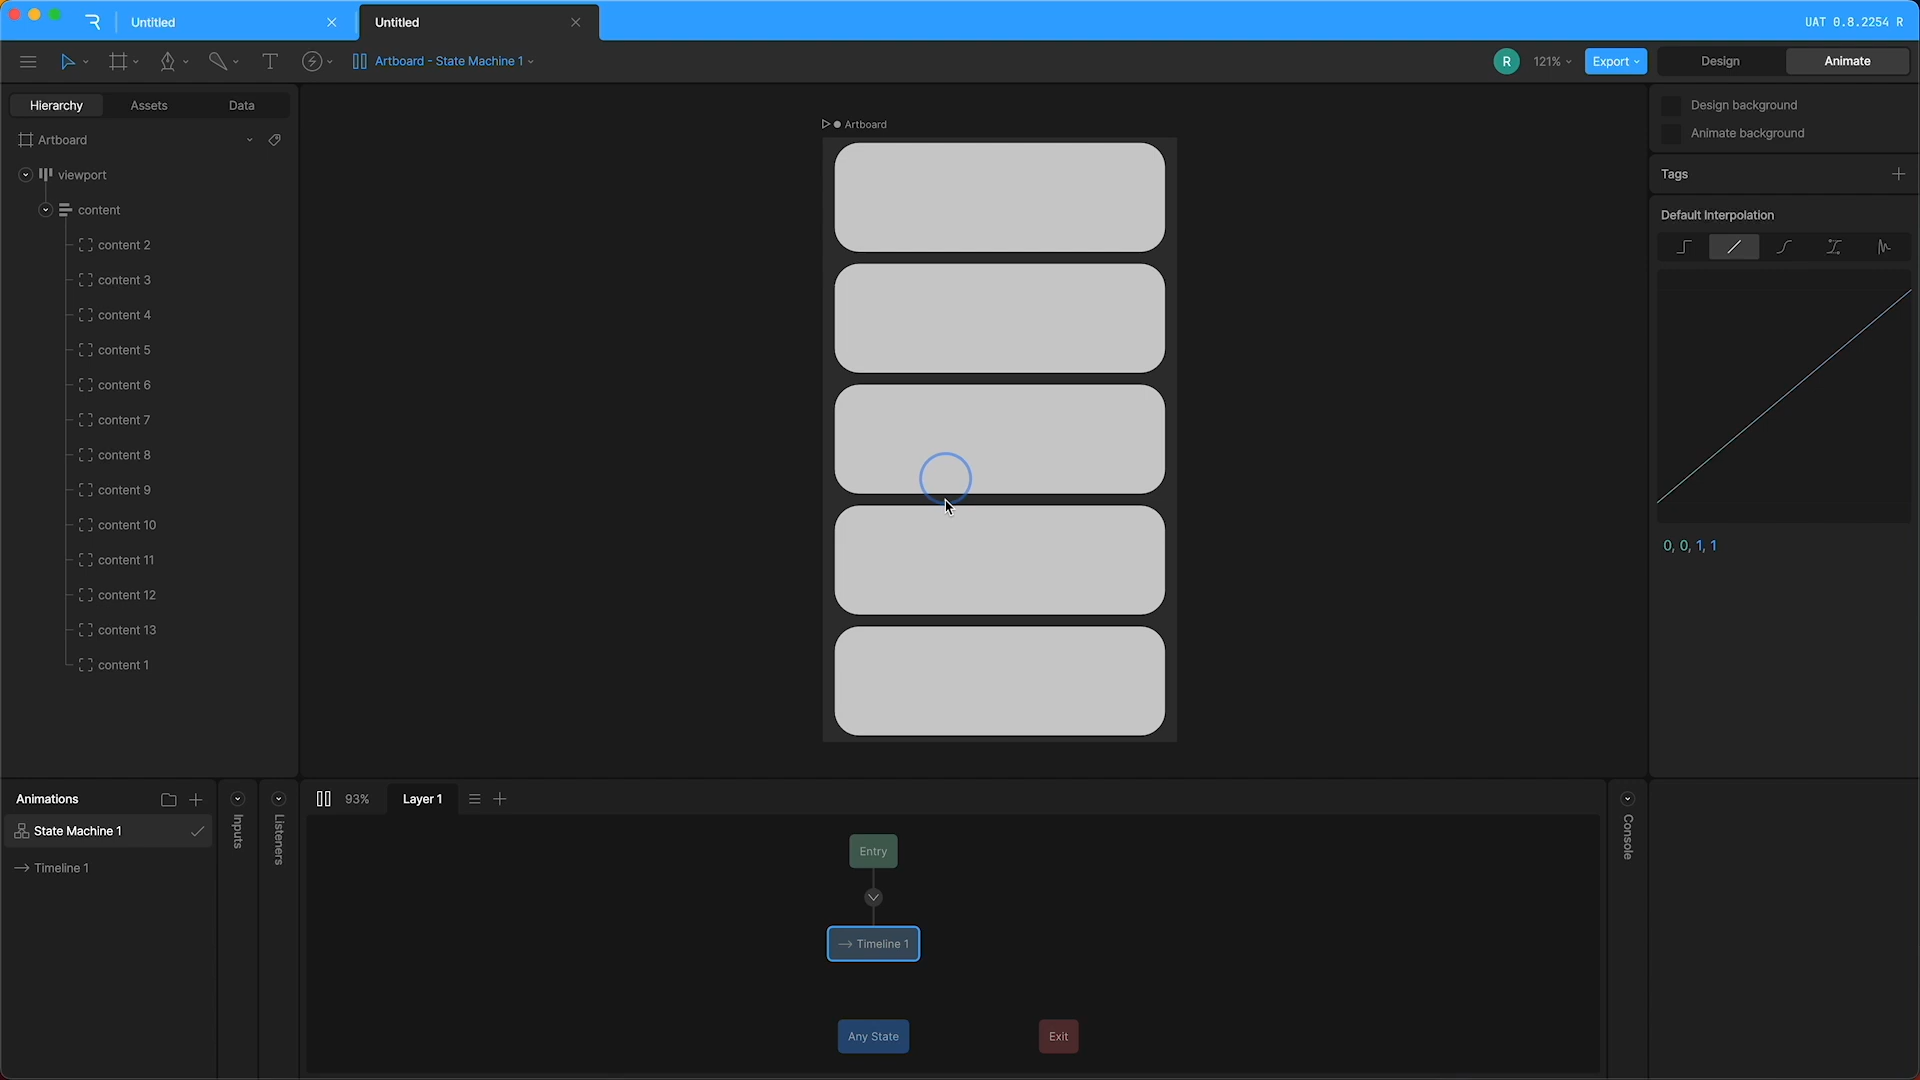 Untitled
Untitled
UAT 0.8.2254 R
Artboard - State Machine 1
R
121%
Export
Design
Animate
Hierarchy
Assets
Data
Artboard
viewport
content
content 2
content 3
content 4
content 5
content 6
content 7
content 8
content 9
content 10
content 11
content 12
content 13
content 1
Artboard
Design background
Animate background
Tags
Default Interpolation
0, 0, 1, 1
Animations
State Machine 1
Timeline 1
Inputs
Listeners
93%
Layer 1
Entry
Timeline 1
Any State
Exit
Console